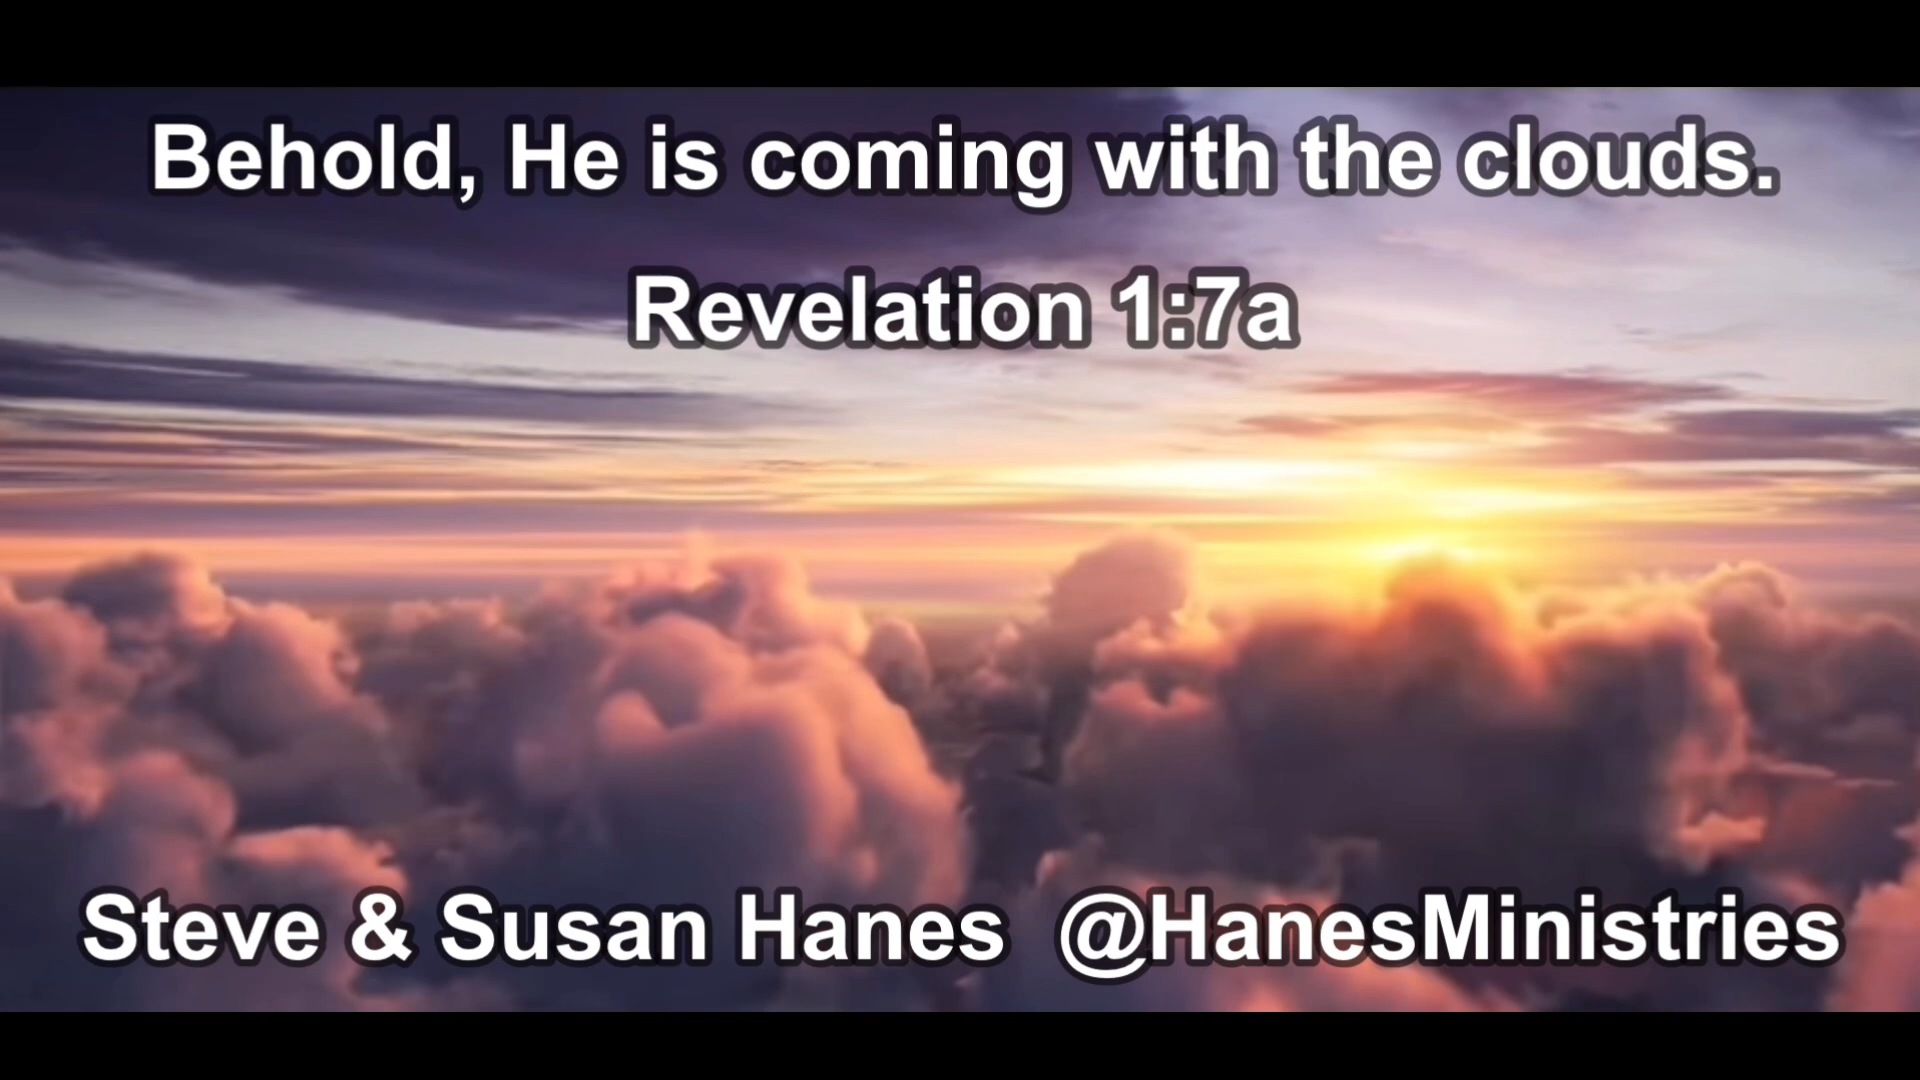 Behold, He is coming with the clouds.
Revelation 1:7a
Steve & Susan Hanes @HanesMinistries